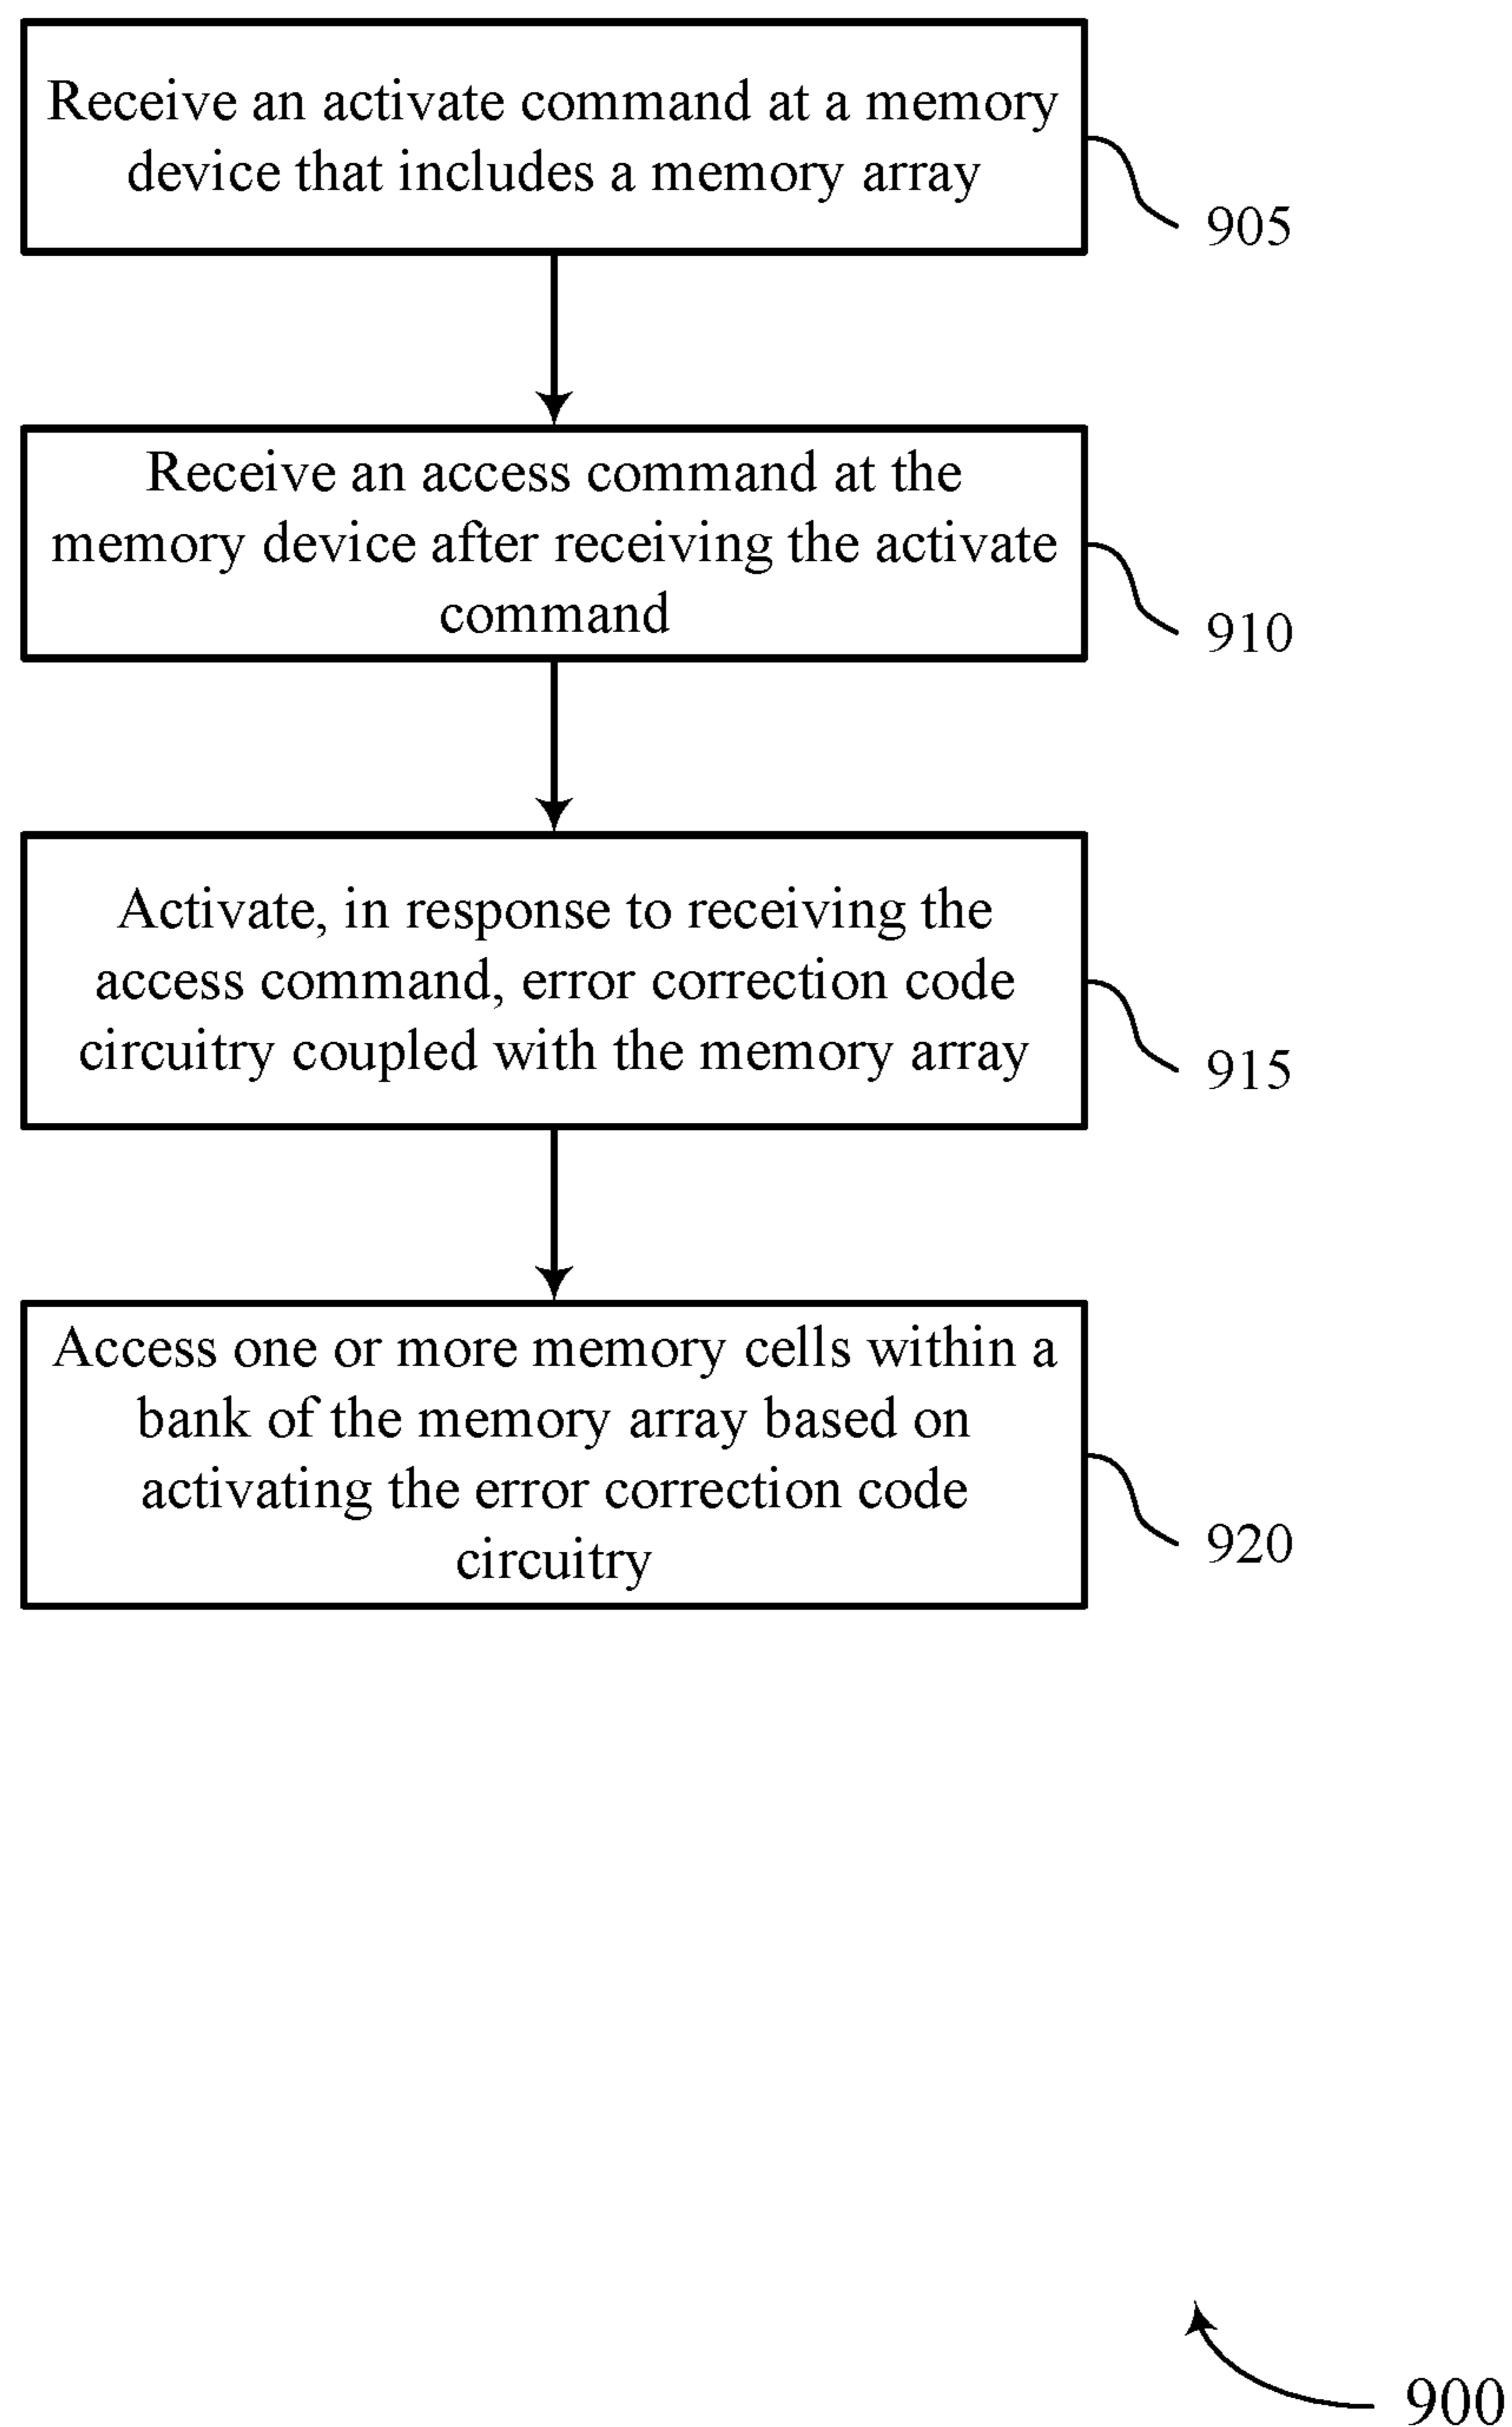 Receive an activate command at a memory
device that includes a memory array
905
Receive an access command at the
memory device after receiving the activate
command
910
Activate, in response to receiving the
access command, error correction code
circuitry coupled with the memory array
915
Access one or more memory cells within a
bank of the memory array based on
activating the error correction code
circuitry
920
900